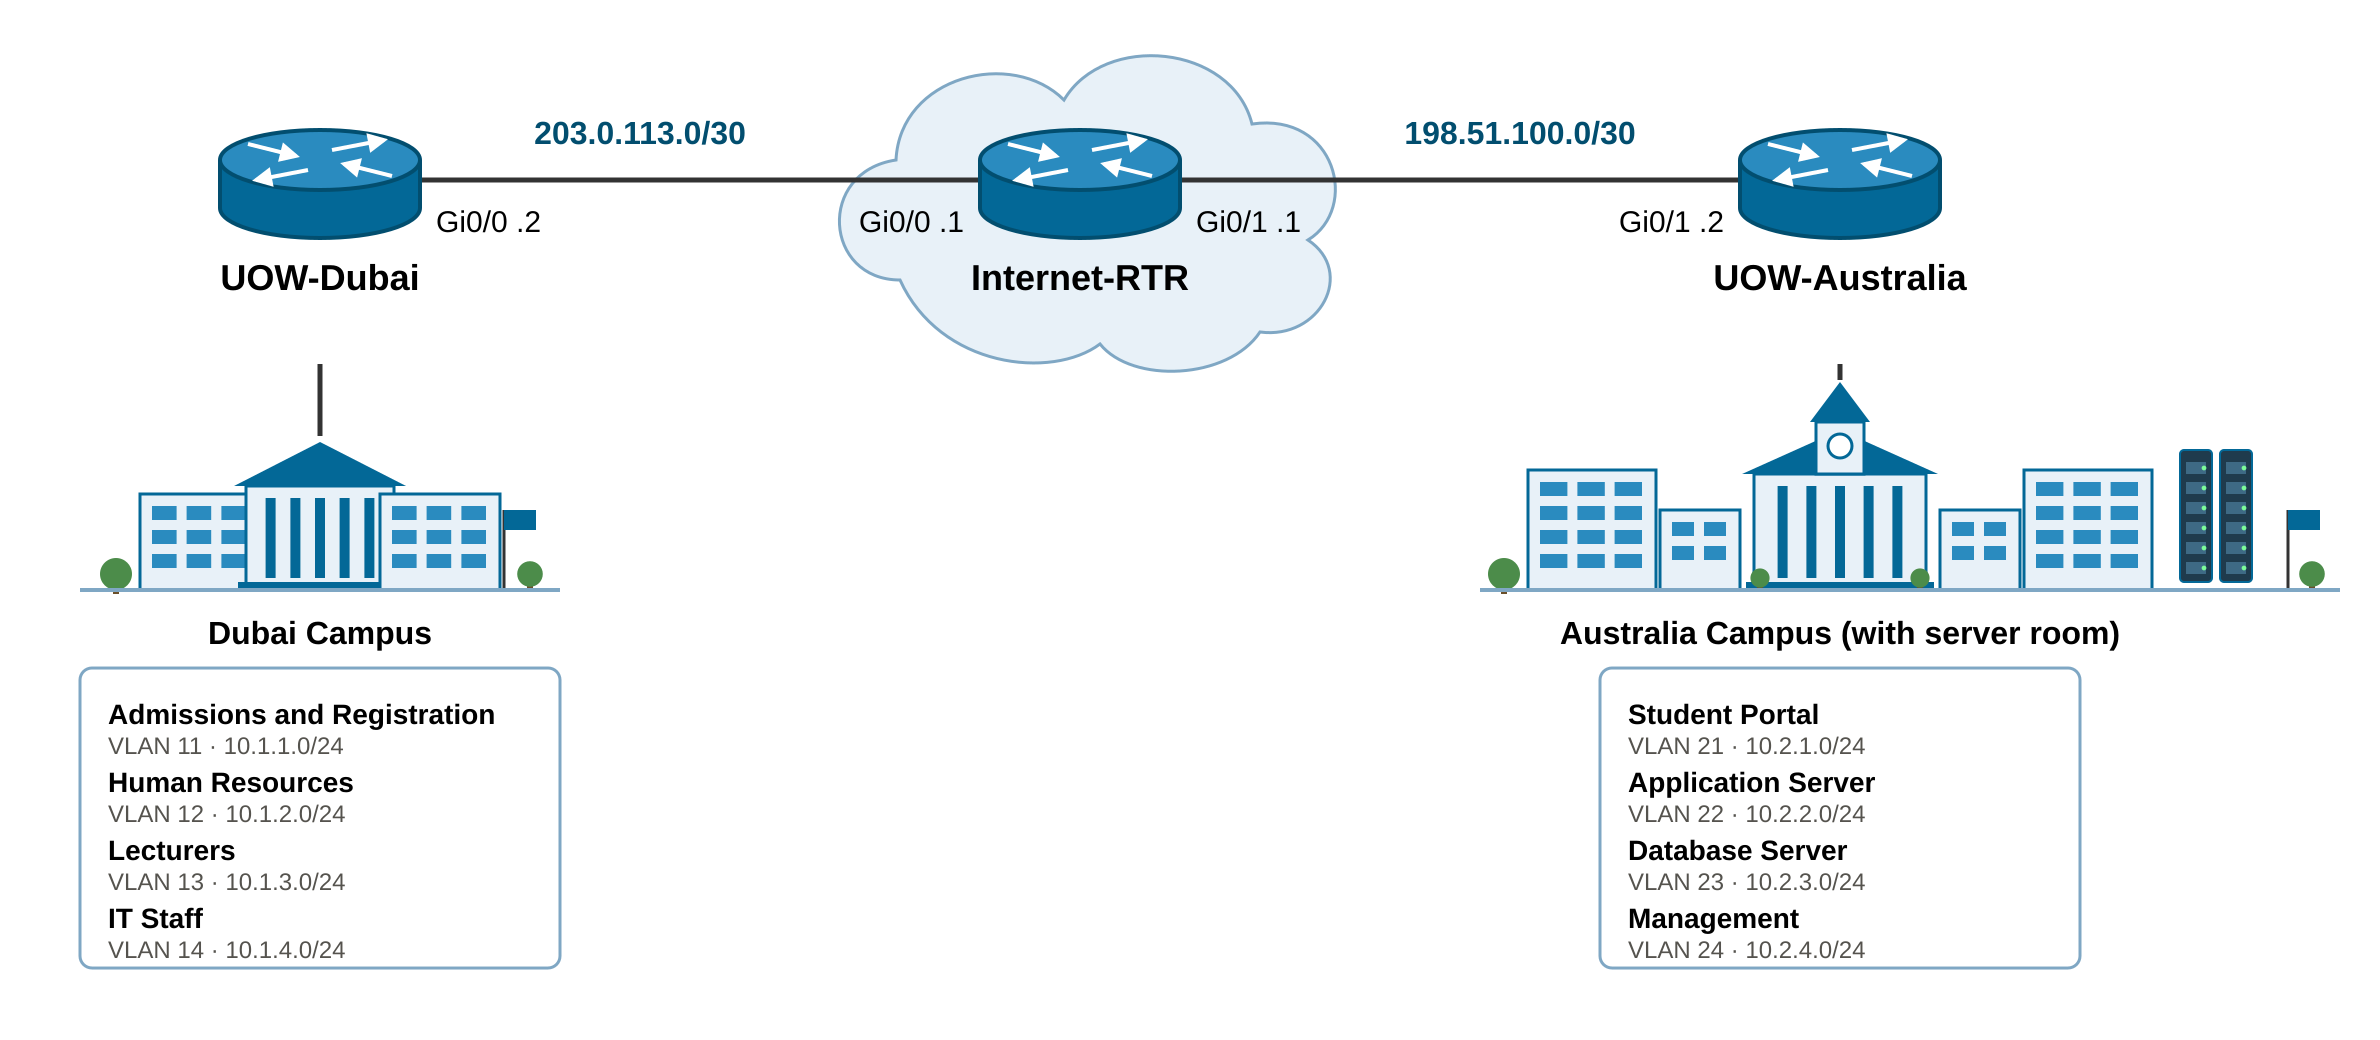 203.0.113.0/30
198.51.100.0/30
Gi0/0 .2
Gi0/0 .1
Gi0/1 .1
Gi0/1 .2
UOW-Dubai
Internet-RTR
UOW-Australia
Dubai Campus
Admissions and Registration
VLAN 11 · 10.1.1.0/24
Human Resources
VLAN 12 · 10.1.2.0/24
Lecturers
VLAN 13 · 10.1.3.0/24
IT Staff
VLAN 14 · 10.1.4.0/24
Australia Campus (with server room)
Student Portal
VLAN 21 · 10.2.1.0/24
Application Server
VLAN 22 · 10.2.2.0/24
Database Server
VLAN 23 · 10.2.3.0/24
Management
VLAN 24 · 10.2.4.0/24